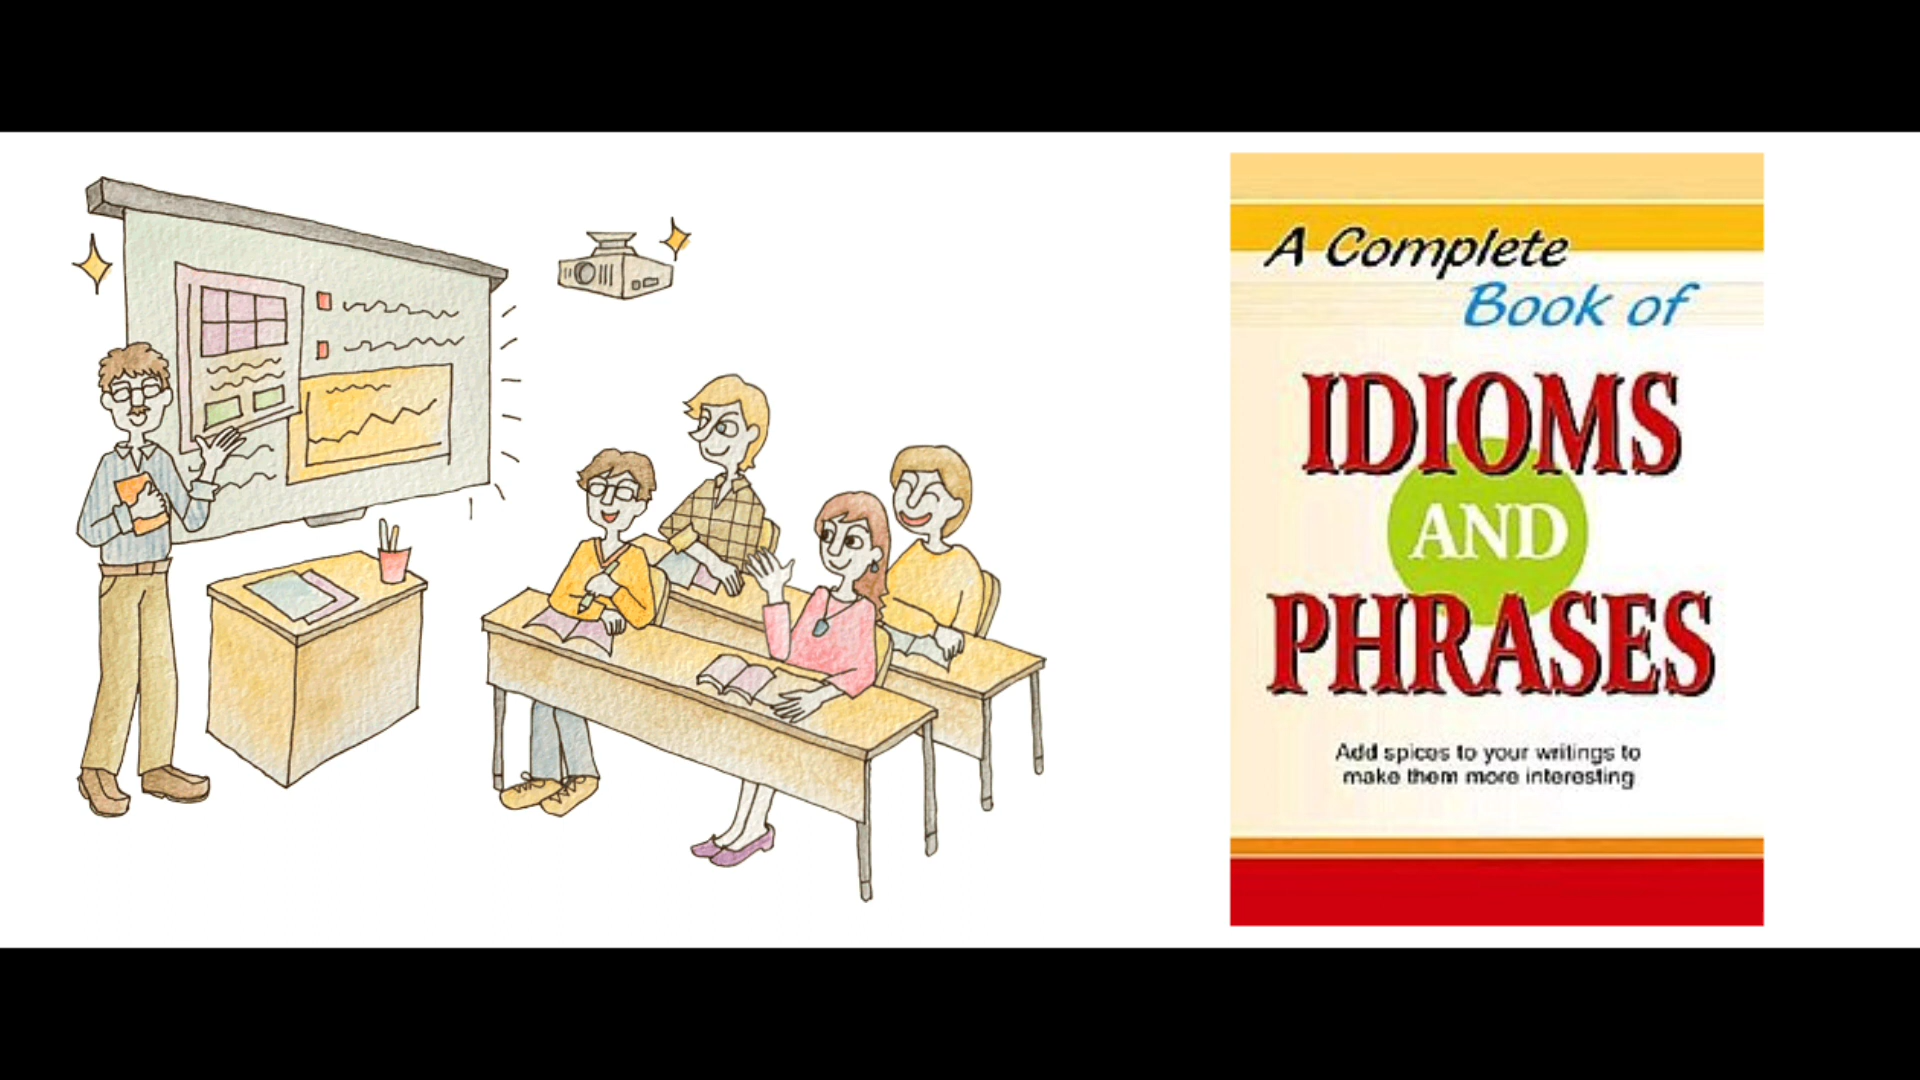 A Complete
Book of
IDIOMS
AND
PHRASES
Add spices to your writings to
make them more interesting